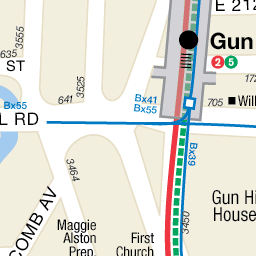 E 212
3555
635
Gun
ST
3525
2 5
172
641
Bx41
Bx55
705
Will
Bx55
L RD
Bx39
3464
COMB AV
Gun Hi
House
3450
Maggie
Alston
Prep.
First
Church